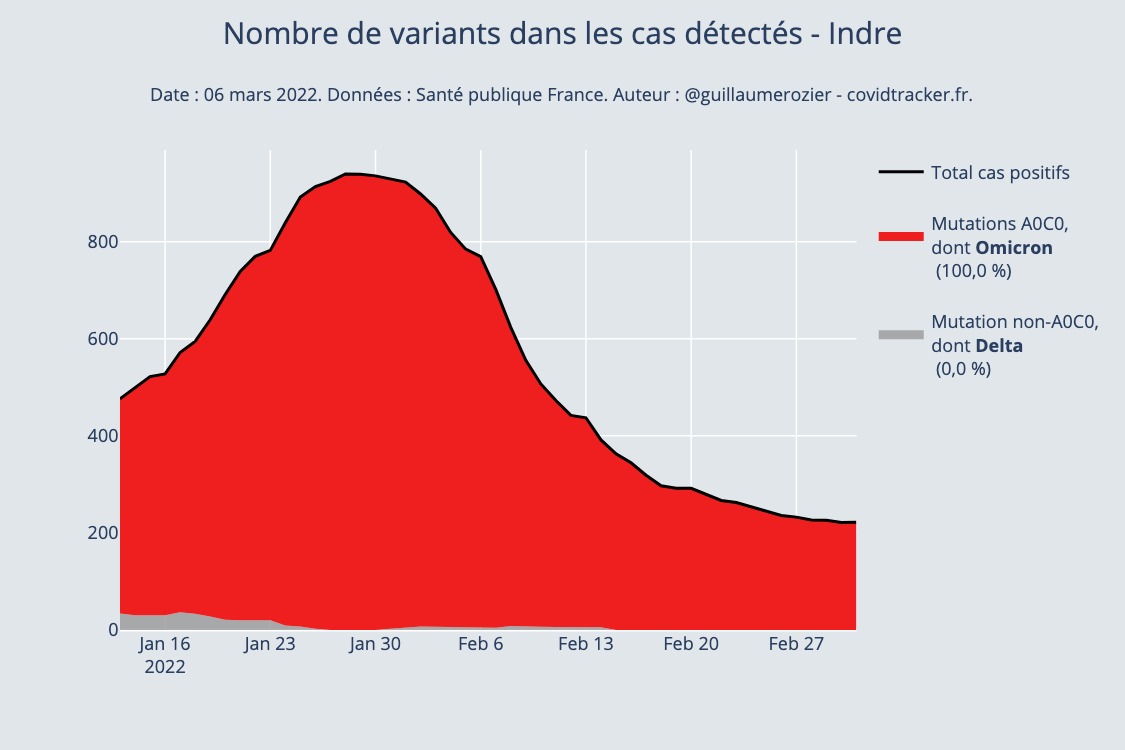 Nombre de variants dans les cas détectés - Indre
Date : 06 mars 2022. Données : Santé publique France. Auteur : @guillaumerozier - covidtracker.fr.
Total cas positifs
Mutations A0C0,
dont Omicron
(100,0 %)
Mutation non-A0C0,
dont Delta
(0,0 %)
800
600
400
200
0
Jan 16
2022
Jan 23
Jan 30
Feb 6
Feb 13
Feb 20
Feb 27